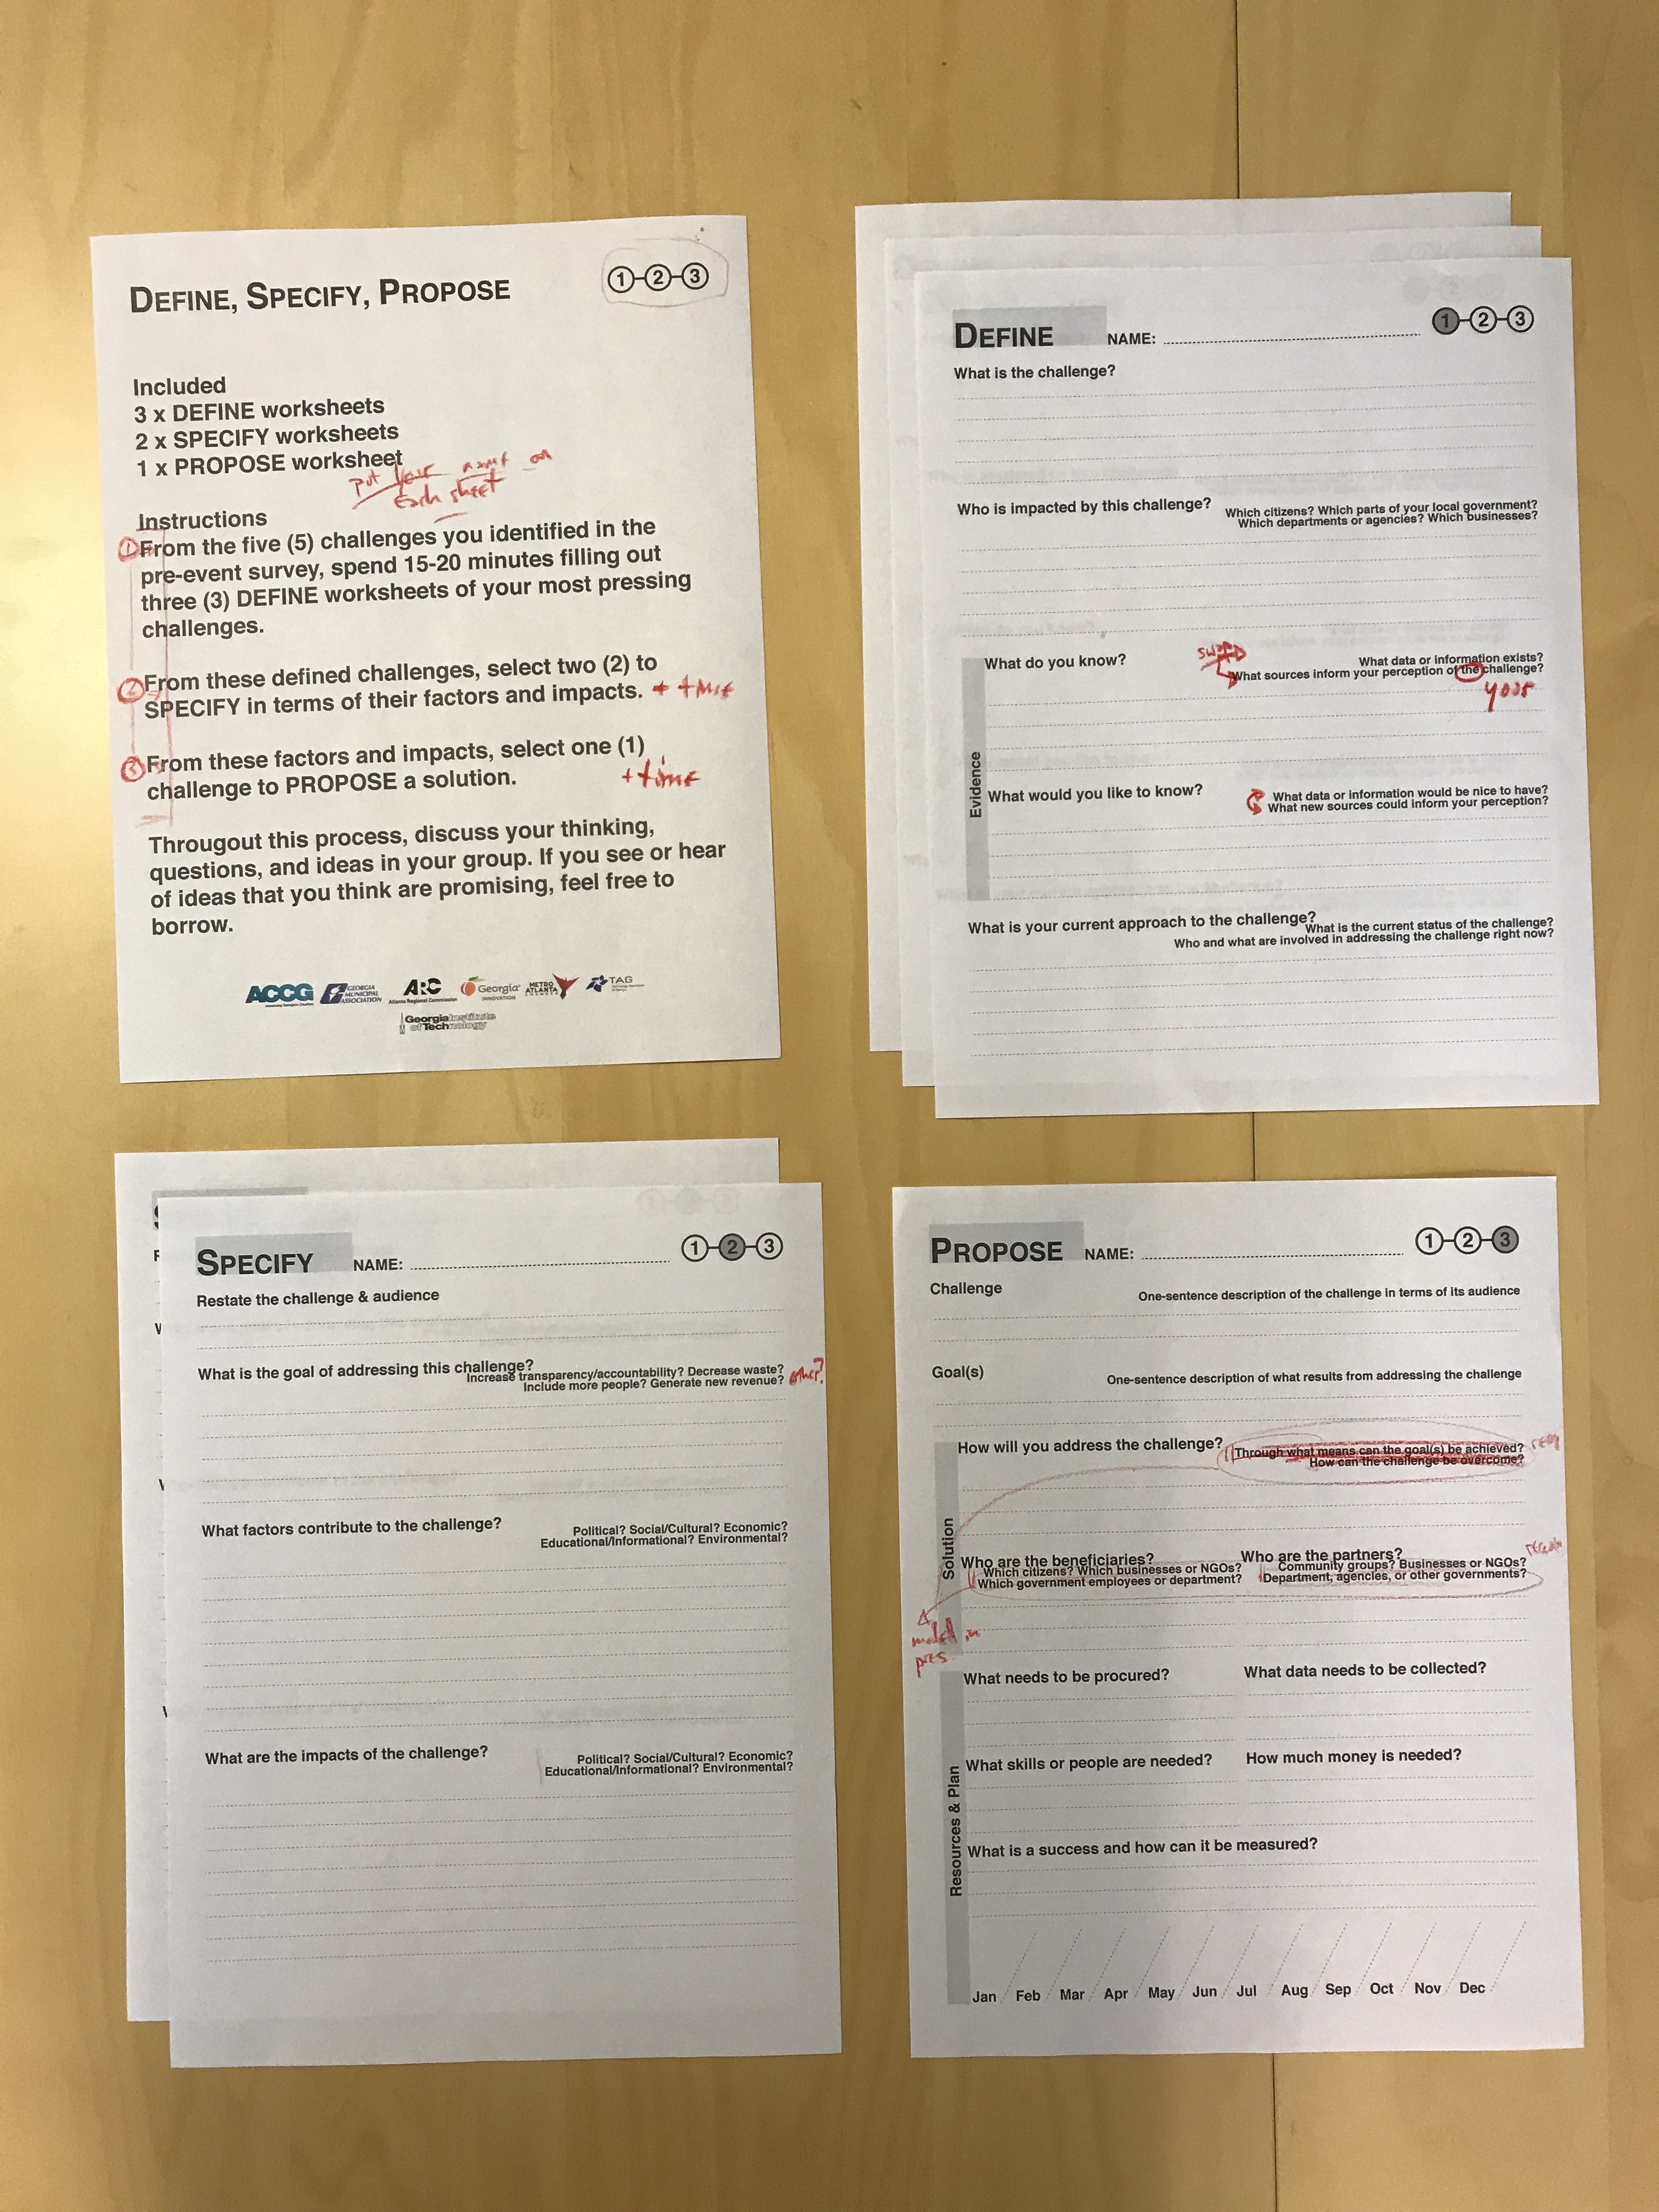 DEFINE, SPECIFY, PROPOSE
1 2 3
Included
3 x DEFINE worksheets
2 x SPECIFY worksheets
1 x PROPOSE worksheet
put your name on
Each sheet
Instructions
1 From the five (5) challenges you identified in the
pre-event survey, spend 15-20 minutes filling out
three (3) DEFINE worksheets of your most pressing
challenges.
2 From these defined challenges, select two (2) to
SPECIFY in terms of their factors and impacts. + time
3 From these factors and impacts, select one (1)
challenge to PROPOSE a solution. + time
Througout this process, discuss your thinking,
questions, and ideas in your group. If you see or hear
of ideas that you think are promising, feel free to
borrow.
ACCG GEORGIA MUNICIPAL ASSOCIATION ARC Atlanta Regional Commission Georgia INNOVATION METRO ATLANTA TAG
Georgia Institute
of Technology
DEFINE NAME: 1 2 3
What is the challenge?
Who is impacted by this challenge? Which citizens? Which parts of your local government?
Which departments or agencies? Which businesses?
Evidence
What do you know? What data or information exists?
What sources inform your perception of the challenge?
your
What would you like to know? What data or information would be nice to have?
What new sources could inform your perception?
What is your current approach to the challenge? What is the current status of the challenge?
Who and what are involved in addressing the challenge right now?
SPECIFY NAME: 1 2 3
Restate the challenge & audience
What is the goal of addressing this challenge?
Increase transparency/accountability? Decrease waste?
Include more people? Generate new revenue? other?
What factors contribute to the challenge? Political? Social/Cultural? Economic?
Educational/Informational? Environmental?
What are the impacts of the challenge? Political? Social/Cultural? Economic?
Educational/Informational? Environmental?
PROPOSE NAME: 1 2 3
Challenge One-sentence description of the challenge in terms of its audience
Goal(s) One-sentence description of what results from addressing the challenge
Solution
How will you address the challenge? Through what means can the goal(s) be achieved?
How can the challenge be overcome?
Who are the beneficiaries?
Which citizens? Which businesses or NGOs?
Which government employees or department?
Who are the partners?
Community groups? Businesses or NGOs?
Department, agencies, or other governments?
Resources & Plan
What needs to be procured? What data needs to be collected?
What skills or people are needed? How much money is needed?
What is a success and how can it be measured?
Jan Feb Mar Apr May Jun Jul Aug Sep Oct Nov Dec